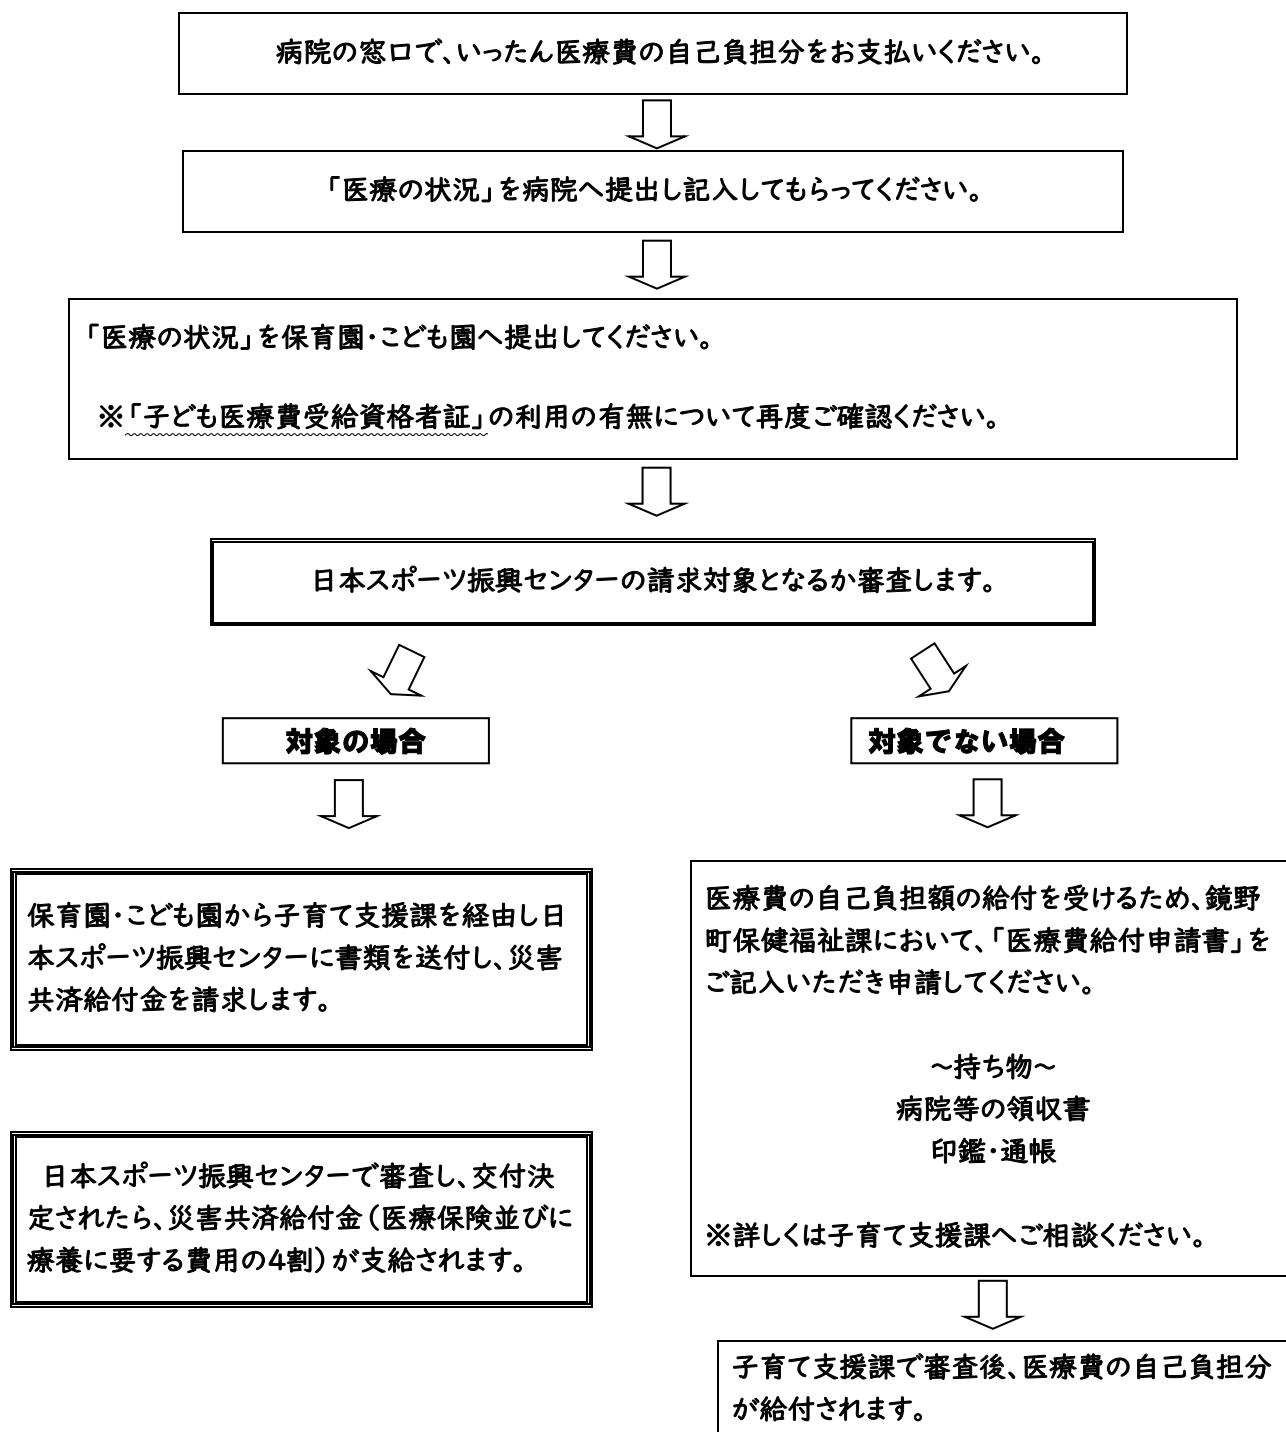 病院の窓口で、いったん医療費の自己負担分をお支払いください。
「医療の状況」を病院へ提出し記入してもらってください。
「医療の状況」を保育園・こども園へ提出してください。
※「子ども医療費受給資格者証」の利用の有無について再度ご確認ください。
日本スポーツ振興センターの請求対象となるか審査します。
対象の場合
対象でない場合
保育園・こども園から子育て支援課を経由し日
本スポーツ振興センターに書類を送付し、災害
共済給付金を請求します。
日本スポーツ振興センターで審査し、交付決
定されたら、災害共済給付金（医療保険並びに
療養に要する費用の4割）が支給されます。
医療費の自己負担額の給付を受けるため、鏡野
町保健福祉課において、「医療費給付申請書」を
ご記入いただき申請してください。
～持ち物～
病院等の領収書
印鑑・通帳
※詳しくは子育て支援課へご相談ください。
子育て支援課で審査後、医療費の自己負担分
が給付されます。